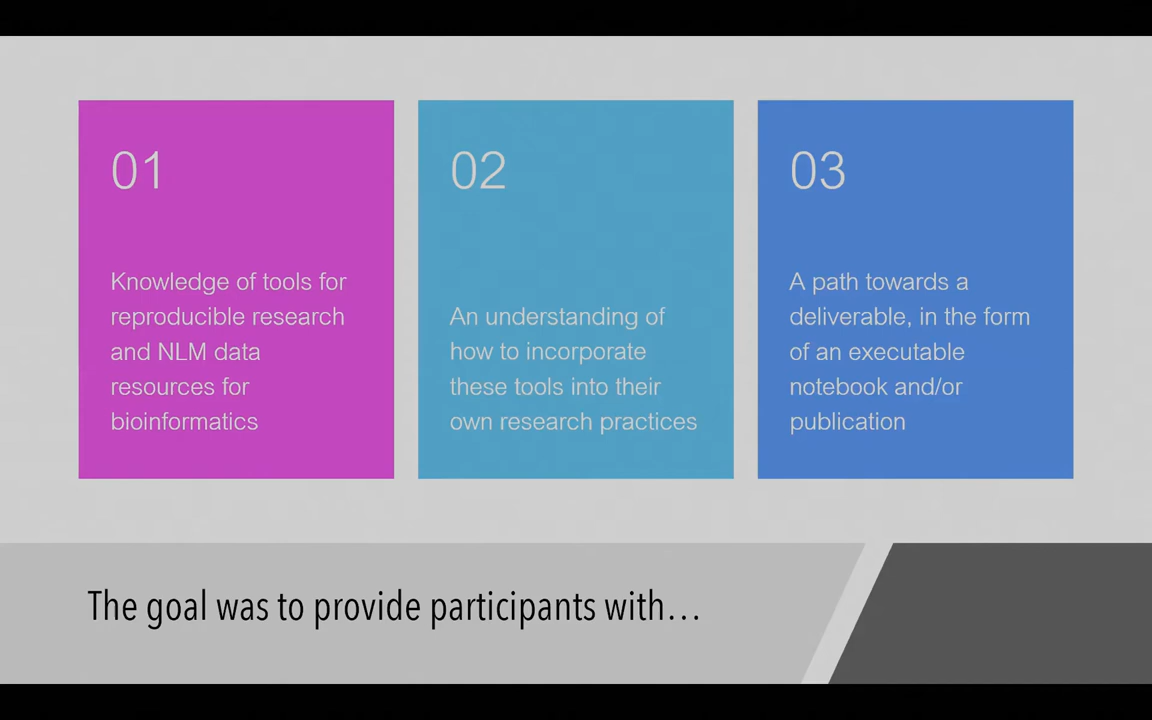 01
Knowledge of tools for
reproducible research
and NLM data
resources for
bioinformatics
02
An understanding of
how to incorporate
these tools into their
own research practices
03
A path towards a
deliverable, in the form
of an executable
notebook and/or
publication
The goal was to provide participants with…